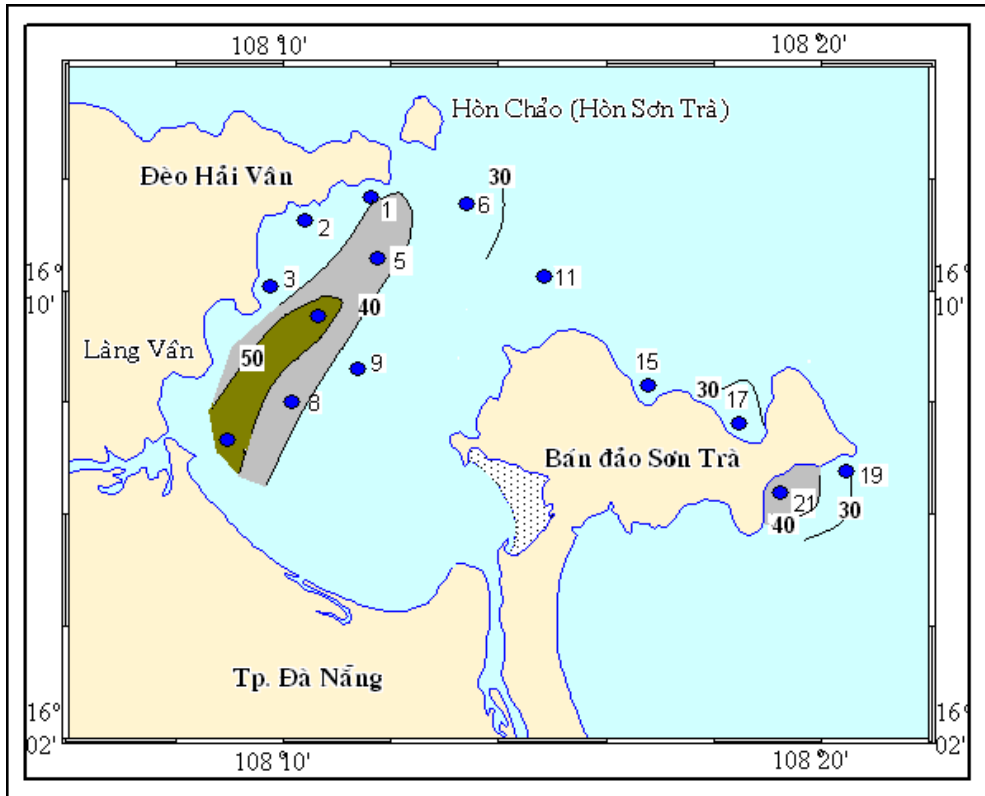 108 º 10' 108 º 20'
Hòn Chảo (Hòn Sơn Trà)
Đèo Hải Vân
30
1
6
2
5
16 º
10'
16 º
10'
3
11
40
Làng Vân
50
9
15
30
8
17
Bán đảo Sơn Trà
19
21
40
30
Tp. Đà Nẵng
16 º
02'
16 º
02'
108 º 10' 108 º 20'